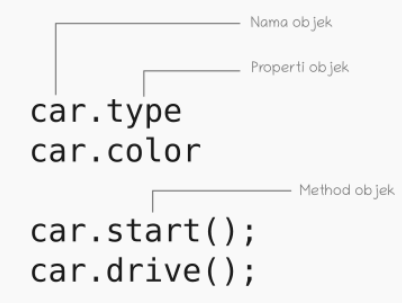 Nama objek
Properti objek
car.type
car.color
Method objek
car.start();
car.drive();